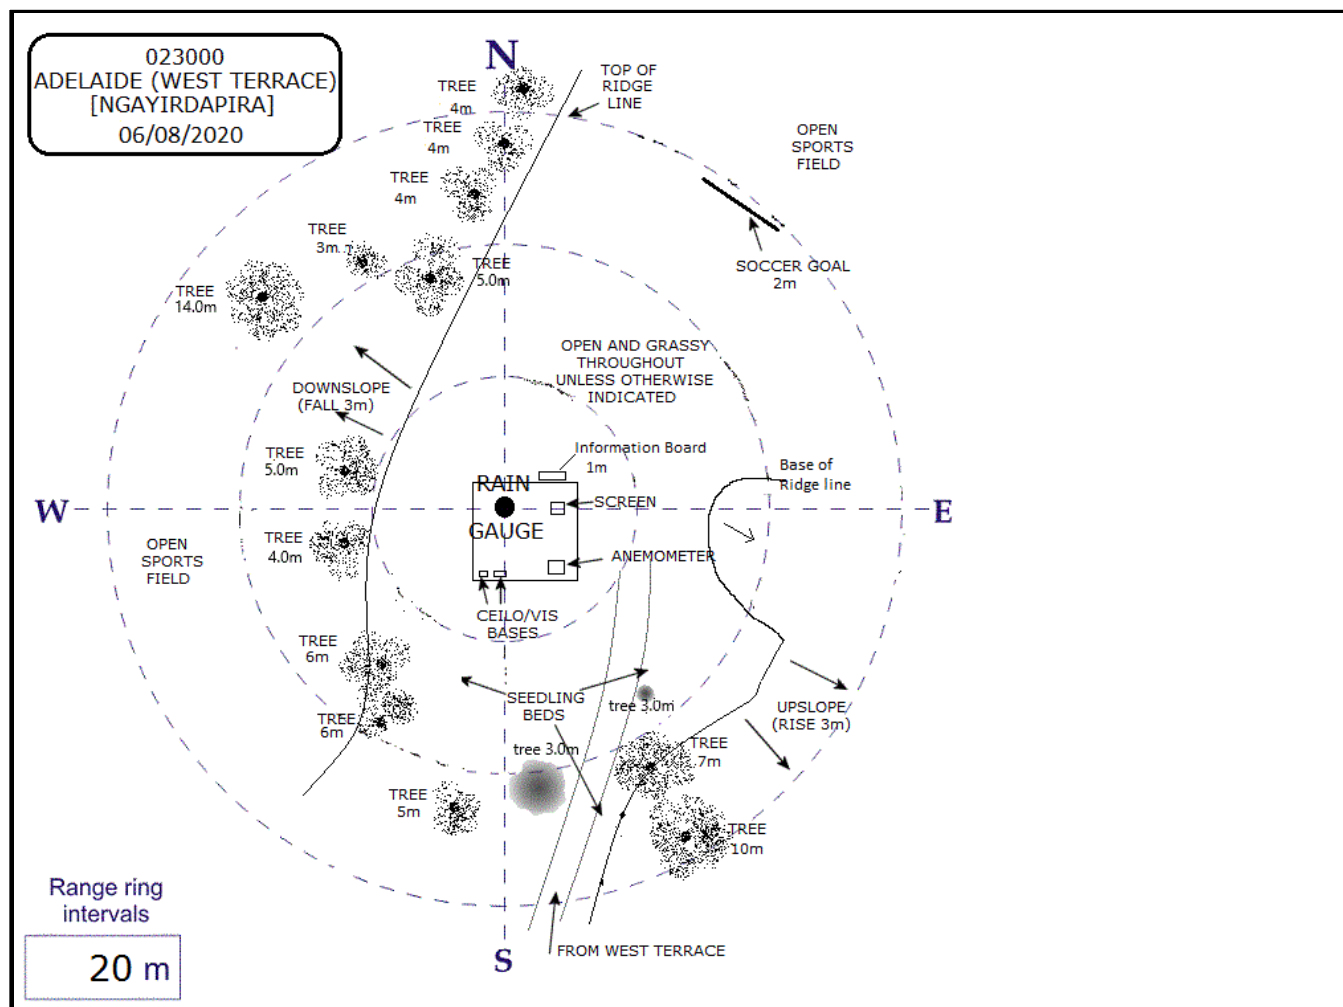 023000
ADELAIDE (WEST TERRACE)
[NGAYIRDAPIRA]
06/08/2020
N
TREE
4m
TOP OF
RIDGE
LINE
TREE
4m
OPEN
SPORTS
FIELD
TREE
4m
TREE
3m
TREE
5.0m
SOCCER GOAL
2m
TREE
14.0m
OPEN AND GRASSY
THROUGHOUT
UNLESS OTHERWISE
INDICATED
DOWNSLOPE
(FALL 3m)
TREE
5.0m
Information Board
1m
Base of
Ridge line
RAIN
GAUGE
SCREEN
W
E
OPEN
SPORTS
FIELD
TREE
4.0m
ANEMOMETER
CEILO/VIS
BASES
TREE
6m
SEEDLING
BEDS
tree 3.0m
UPSLOPE
(RISE 3m)
TREE
6m
tree 3.0m
TREE
7m
TREE
5m
TREE
10m
Range ring
intervals
20 m
FROM WEST TERRACE
S